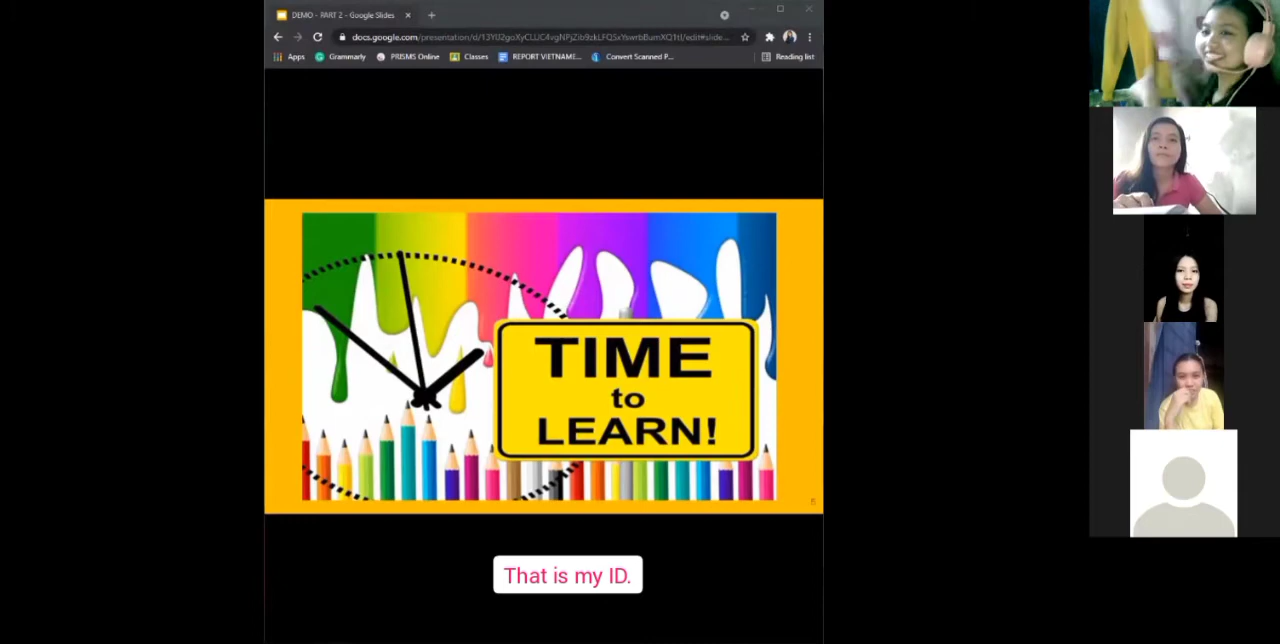 DEMO - PART 2 - Google Slides
Apps
Grammarly
PRISMS Online
Classes
REPORT VIETNAME...
Convert Scanned P...
Reading list
TIME
to
LEARN!
That is my ID.